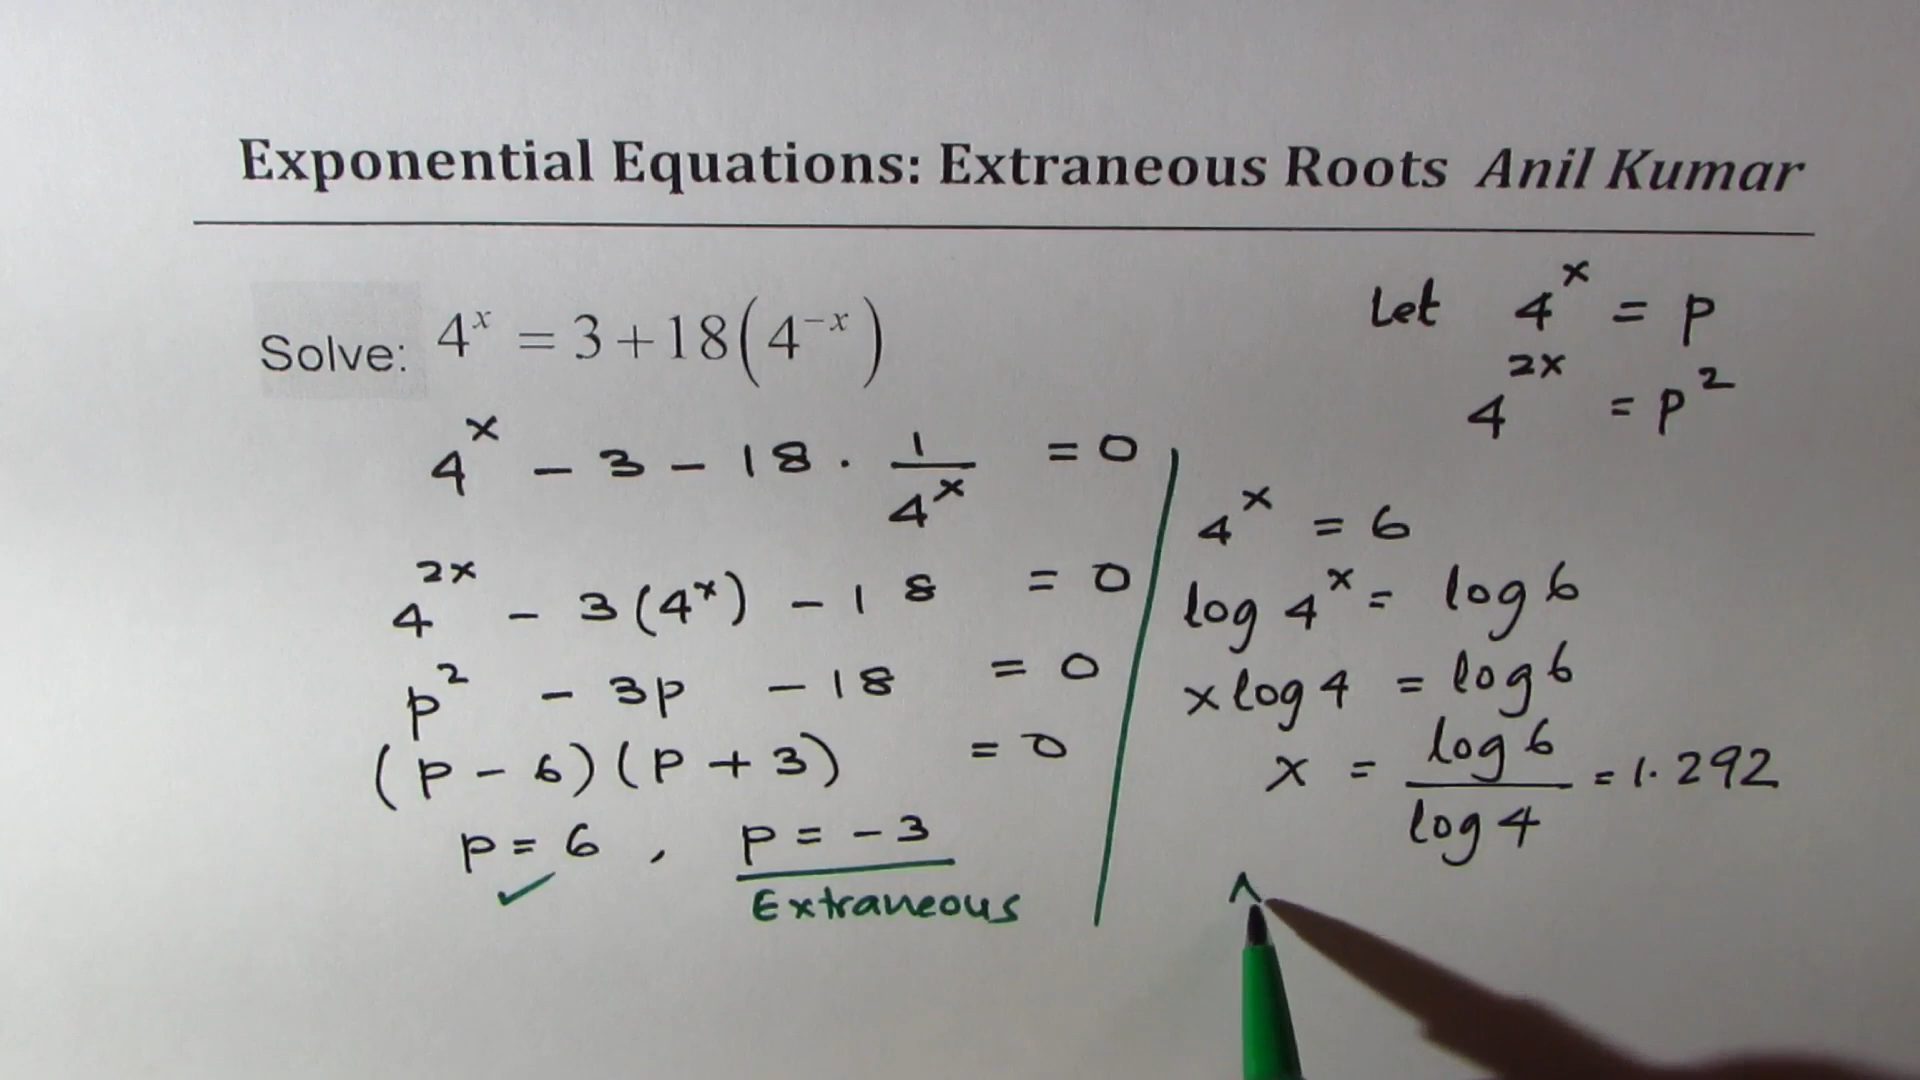 Exponential Equations: Extraneous Roots Anil Kumar
Solve: 4^x = 3+18(4^-x)
4^x - 3 - 18 · 1/4^x = 0
4^2x - 3(4^x) - 18 = 0
p^2 - 3p - 18 = 0
(p - 6)(p + 3) = 0
p = 6 , p = -3
Extraneous
Let 4^x = p
4^2x = p^2
4^x = 6
log 4^x = log 6
x log 4 = log 6
x = log 6/log 4 = 1.292